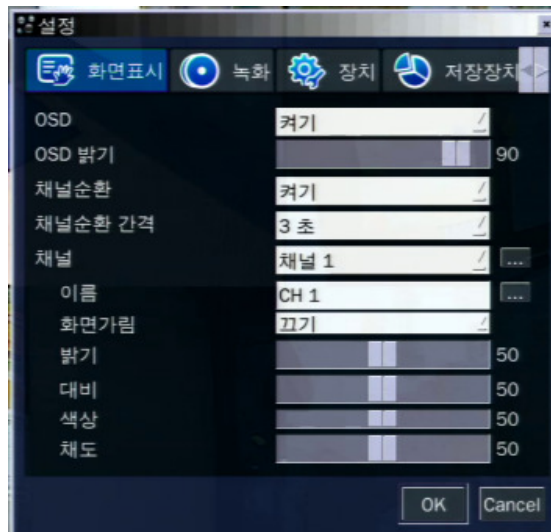 설정
화면표시 녹화 장치 저장장치
OSD 켜기
OSD 밝기 90
채널순환 켜기
채널순환 간격 3 초
채널 채널 1 ...
이름 CH 1 ...
화면가림 끄기
밝기 50
대비 50
색상 50
채도 50
OK Cancel